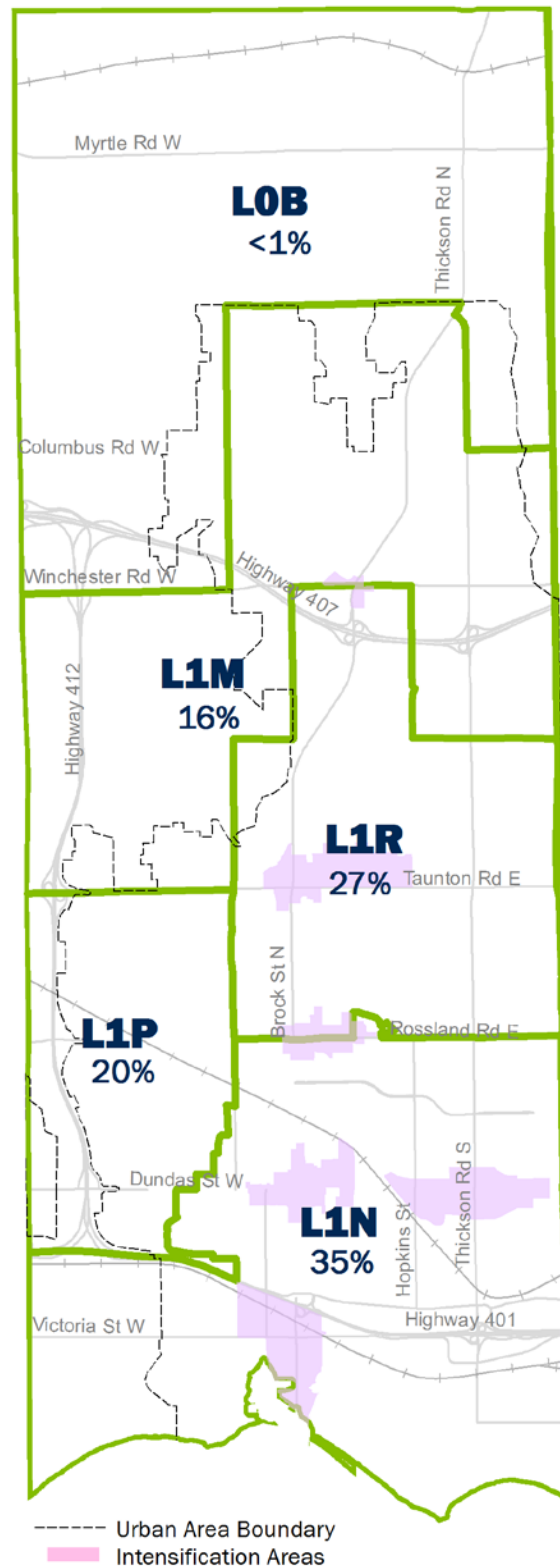 Myrtle Rd W
Thickson Rd N
L0B
<1%
Columbus Rd W
Winchester Rd W
Highway 407
Highway 412
L1M
16%
L1R
27%
Taunton Rd E
Brock St N
Rossland Rd E
L1P
20%
Dundas St W
L1N
35%
Hopkins St
Thickson Rd S
Highway 401
Victoria St W
Urban Area Boundary
Intensification Areas